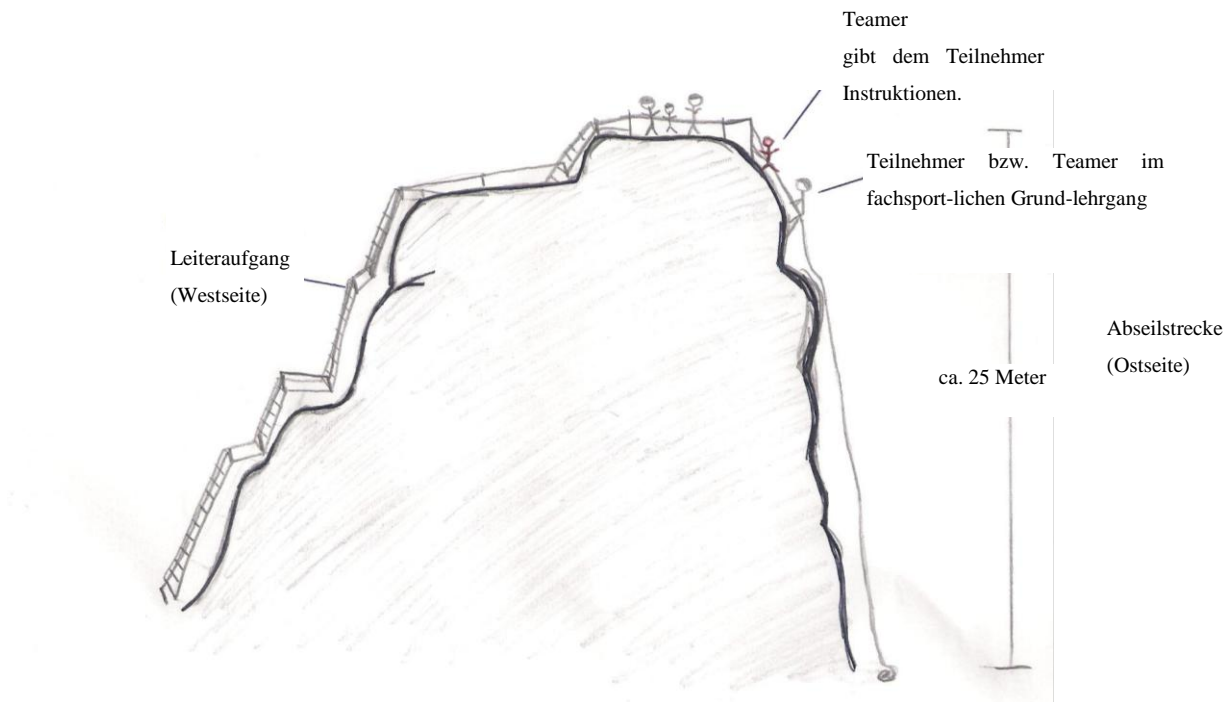 Teamer
gibt dem Teilnehmer
Instruktionen.
Teilnehmer bzw. Teamer im
fachsport-lichen Grund-lehrgang
Leiteraufgang
(Westseite)
Abseilstrecke
(Ostseite)
ca. 25 Meter